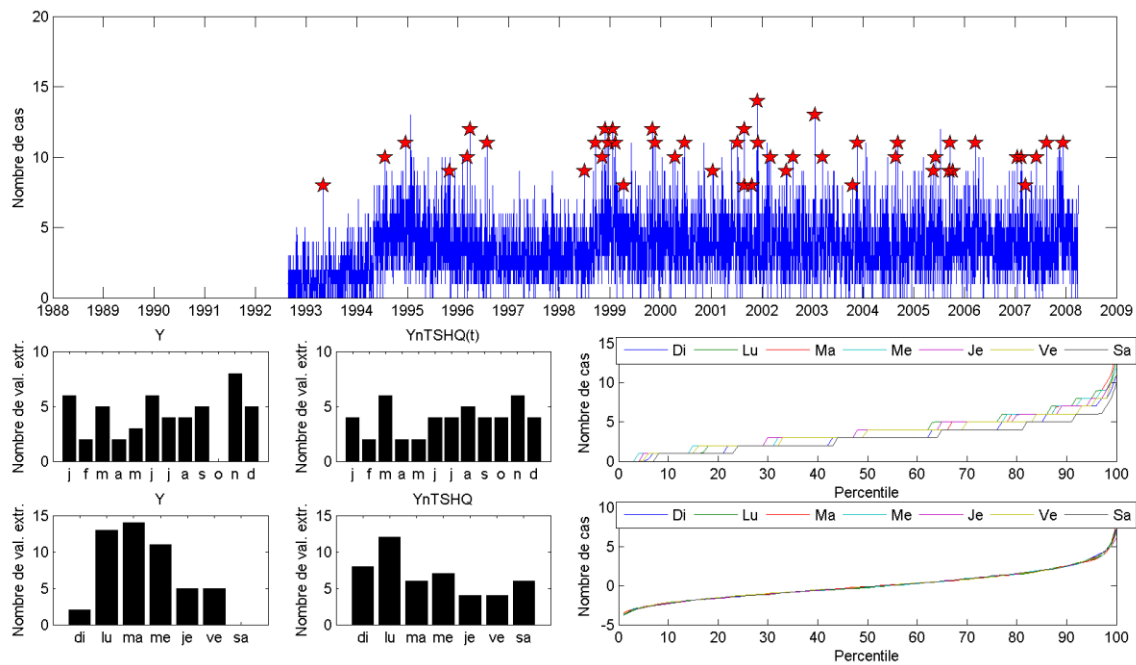 20
15
10
5
0
Nombre de cas
1988 1989 1990 1991 1992 1993 1994 1995 1996 1997 1998 1999 2000 2001 2002 2003 2004 2005 2006 2007 2008 2009
Y
10
5
0
Nombre de val. extr.
j f m a m j j a s o n d
YnTSHQ(t)
10
5
0
Nombre de val. extr.
j f m a m j j a s o n d
Di Lu Ma Me Je Ve Sa
15
10
5
0
Nombre de cas
0 10 20 30 40 50 60 70 80 90 100
Percentile
Y
15
10
5
0
Nombre de val. extr.
di lu ma me je ve sa
YnTSHQ
15
10
5
0
Nombre de val. extr.
di lu ma me je ve sa
Di Lu Ma Me Je Ve Sa
10
5
0
-5
Nombre de cas
0 10 20 30 40 50 60 70 80 90 100
Percentile